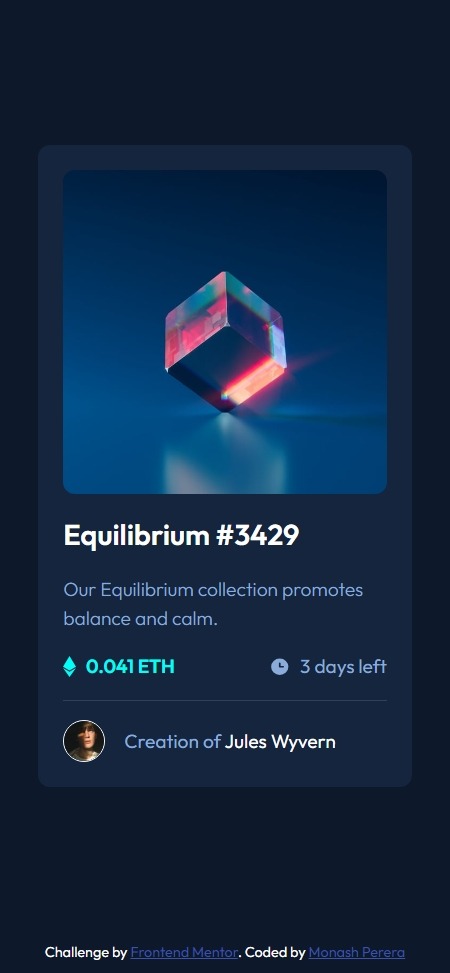 Equilibrium #3429
Our Equilibrium collection promotes
balance and calm.
0.041 ETH
3 days left
Creation of Jules Wyvern
Challenge by Frontend Mentor. Coded by Monash Perera